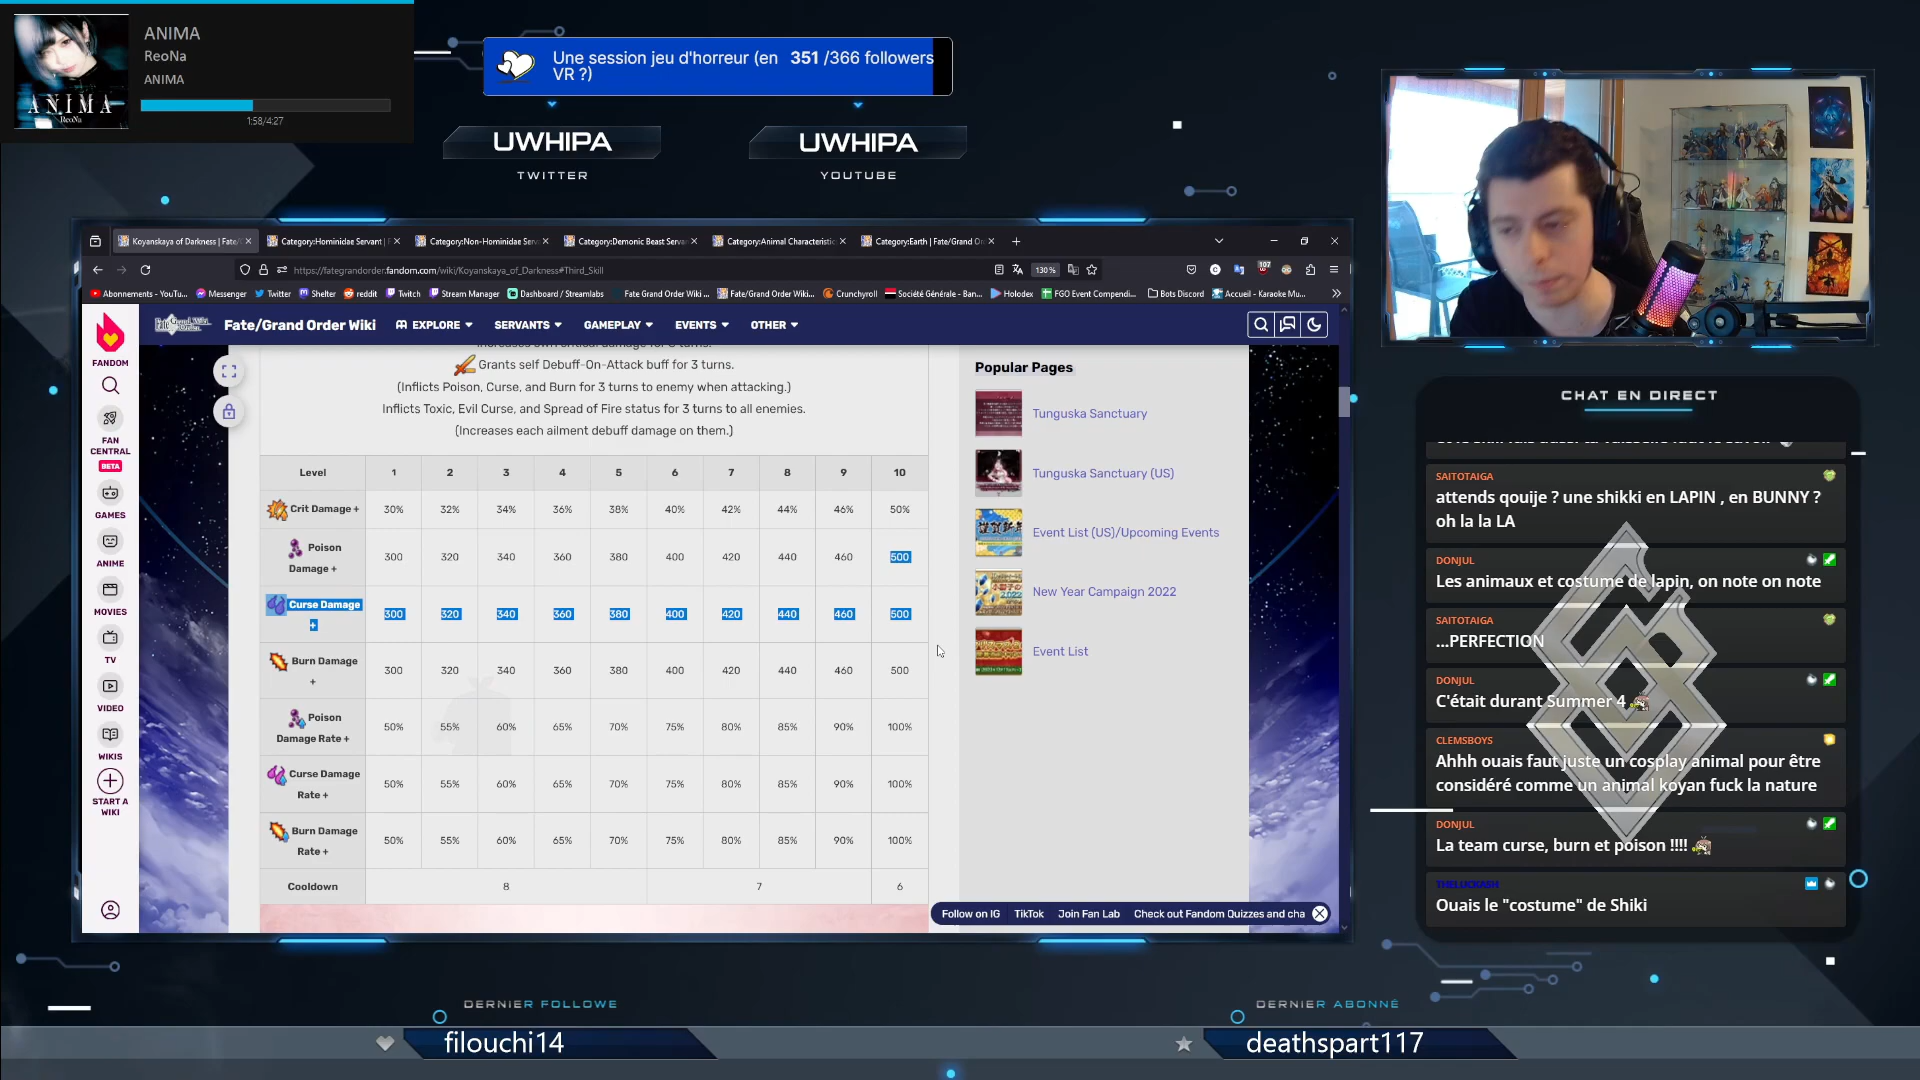 ANIMA
ReoNa
ANIMA
1:58/4:27
ANIMA
ReoNa
Une session jeu d'horreur (en VR ?)
351 /366 followers
UWHIPA
TWITTER
UWHIPA
YOUTUBE
Koyanskaya of Darkness | Fate/
Category:Hominidae Servant |
Category:Non-Hominidae Serv
Category:Demonic Beast Serva
Category:Animal Characteristic
Category:Earth | Fate/Grand O
https://fategrandorder.fandom.com/wiki/Koyanskaya_of_Darkness#Third_Skill
130%
107
Abonnements - YouTu...
Messenger
Twitter
Shelter
reddit
Twitch
Stream Manager
Dashboard / Streamlabs
Fate Grand Order Wiki ...
Fate/Grand Order Wiki...
Crunchyroll
Société Générale - Ban...
Holodex
FGO Event Compendi...
Bots Discord
Accueil - Karaoke Mu...
Fate/Grand Order Wiki
EXPLORE
SERVANTS
GAMEPLAY
EVENTS
OTHER
FANDOM
FAN CENTRAL
BETA
GAMES
ANIME
MOVIES
TV
VIDEO
WIKIS
START A WIKI
Grants self Debuff-On-Attack buff for 3 turns.
(Inflicts Poison, Curse, and Burn for 3 turns to enemy when attacking.)
Inflicts Toxic, Evil Curse, and Spread of Fire status for 3 turns to all enemies.
(Increases each ailment debuff damage on them.)
Level 1 2 3 4 5 6 7 8 9 10
Crit Damage + 30% 32% 34% 36% 38% 40% 42% 44% 46% 50%
Poison Damage + 300 320 340 360 380 400 420 440 460 500
Curse Damage + 300 320 340 360 380 400 420 440 460 500
Burn Damage + 300 320 340 360 380 400 420 440 460 500
Poison Damage Rate + 50% 55% 60% 65% 70% 75% 80% 85% 90% 100%
Curse Damage Rate + 50% 55% 60% 65% 70% 75% 80% 85% 90% 100%
Burn Damage Rate + 50% 55% 60% 65% 70% 75% 80% 85% 90% 100%
Cooldown 8 7 6
Popular Pages
Tunguska Sanctuary
Tunguska Sanctuary (US)
Event List (US)/Upcoming Events
New Year Campaign 2022
Event List
Follow on IG
TikTok
Join Fan Lab
Check out Fandom Quizzes and cha
CHAT EN DIRECT
SAITOTAIGA
attends qouije ? une shikki en LAPIN , en BUNNY ?
oh la la LA
DONJUL
Les animaux et costume de lapin, on note on note
SAITOTAIGA
...PERFECTION
DONJUL
C'était durant Summer 4
CLEMSBOYS
Ahhh ouais faut juste un cosplay animal pour être
considéré comme un animal koyan fuck la nature
DONJUL
La team curse, burn et poison !!!!
Ouais le "costume" de Shiki
DERNIER FOLLOWE
filouchi14
DERNIER ABONNÉ
deathspart117